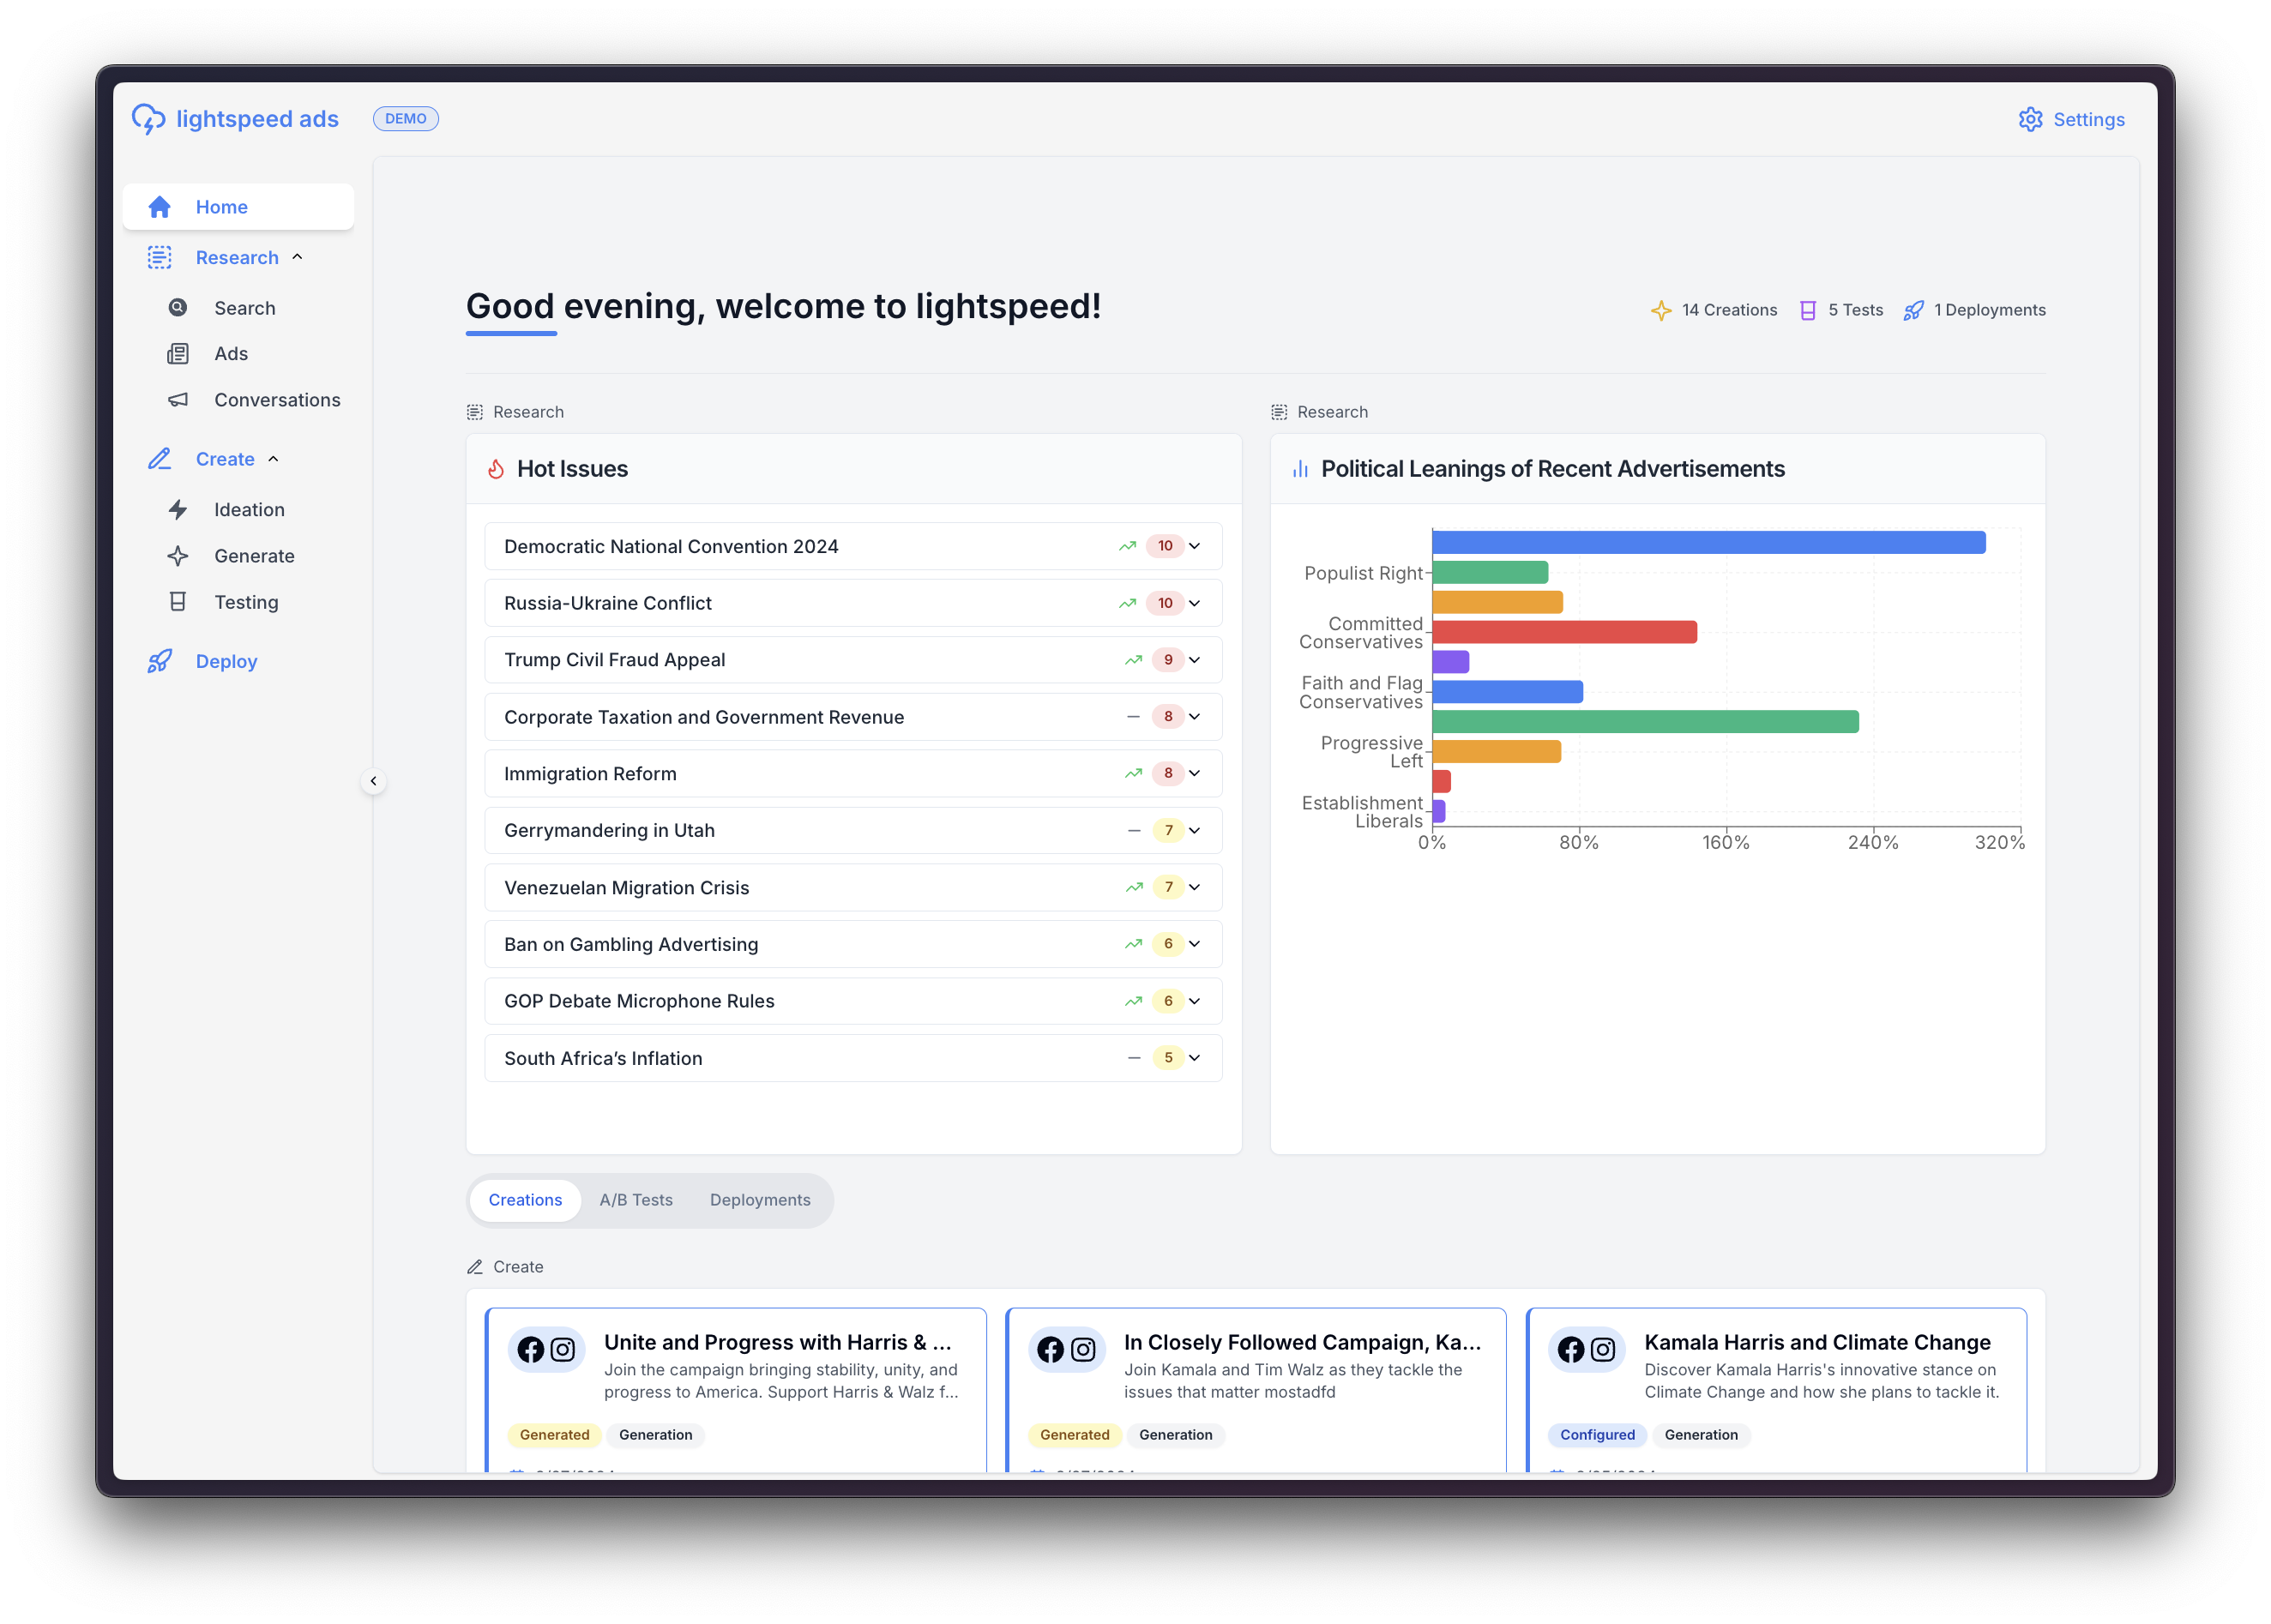 lightspeed ads
DEMO
Settings
Home
Research
Search
Ads
Conversations
Create
Ideation
Generate
Testing
Deploy
Good evening, welcome to lightspeed!
14 Creations
5 Tests
1 Deployments
Research
Hot Issues
Democratic National Convention 2024 10
Russia-Ukraine Conflict 10
Trump Civil Fraud Appeal 9
Corporate Taxation and Government Revenue 8
Immigration Reform 8
Gerrymandering in Utah 7
Venezuelan Migration Crisis 7
Ban on Gambling Advertising 6
GOP Debate Microphone Rules 6
South Africa’s Inflation 5
Research
Political Leanings of Recent Advertisements
Populist Right
Committed
Conservatives
Faith and Flag
Conservatives
Progressive
Left
Establishment
Liberals
0% 80% 160% 240% 320%
Creations
A/B Tests
Deployments
Create
Unite and Progress with Harris & ...
Join the campaign bringing stability, unity, and
progress to America. Support Harris & Walz f...
Generated
Generation
In Closely Followed Campaign, Ka...
Join Kamala and Tim Walz as they tackle the
issues that matter mostadfd
Generated
Generation
Kamala Harris and Climate Change
Discover Kamala Harris's innovative stance on
Climate Change and how she plans to tackle it.
Configured
Generation